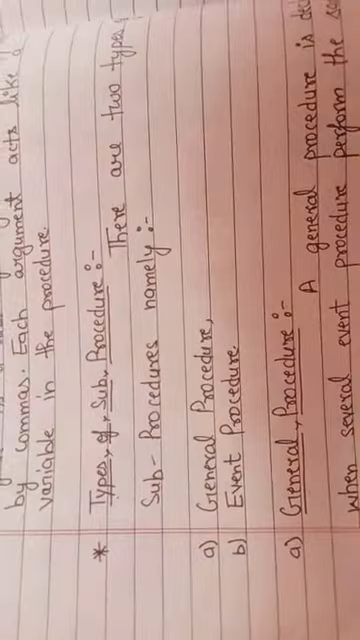 by commas. Each argument acts like a
variable in the procedure.
* Types of Sub Procedure :-
There are two types
Sub-Procedures namely :-
a) General Procedure,
b) Event Procedure
a) General Procedure :-
A general procedure is
when several event procedure perform the